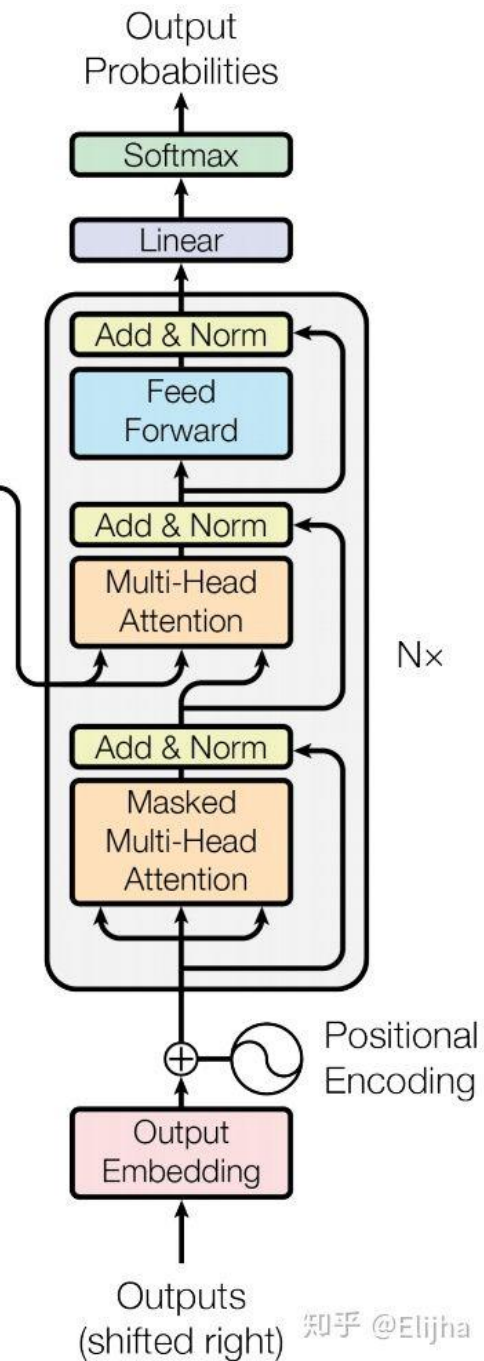 Output
Probabilities
Softmax
Linear
Add & Norm
Feed
Forward
Add & Norm
Multi-Head
Attention
N×
Add & Norm
Masked
Multi-Head
Attention
Positional
Encoding
Output
Embedding
Outputs
(shifted right)
知乎 @Elijha